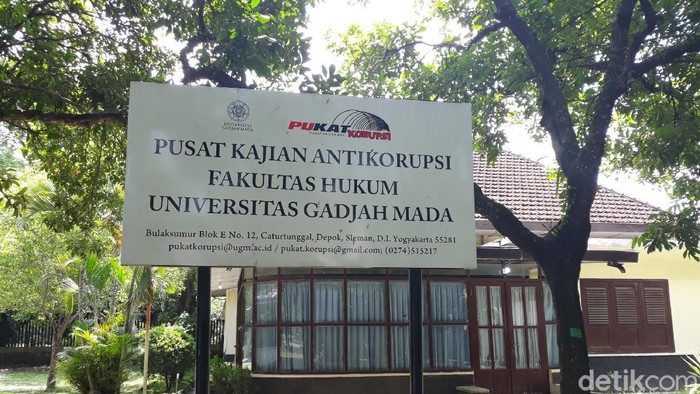 UNIVERSITAS
GADJAH MADA
PUKAT
KORUPSI
PUSAT KAJIAN ANTIKORUPSI
FAKULTAS HUKUM
UNIVERSITAS GADJAH MADA
Bulaksumur Blok E No. 12, Caturtunggal, Depok, Sleman, D.I. Yogyakarta 55281
pukatkorupsi@ugm.ac.id / pukat.korupsi@gmail.com; (0274)515217
detikcom